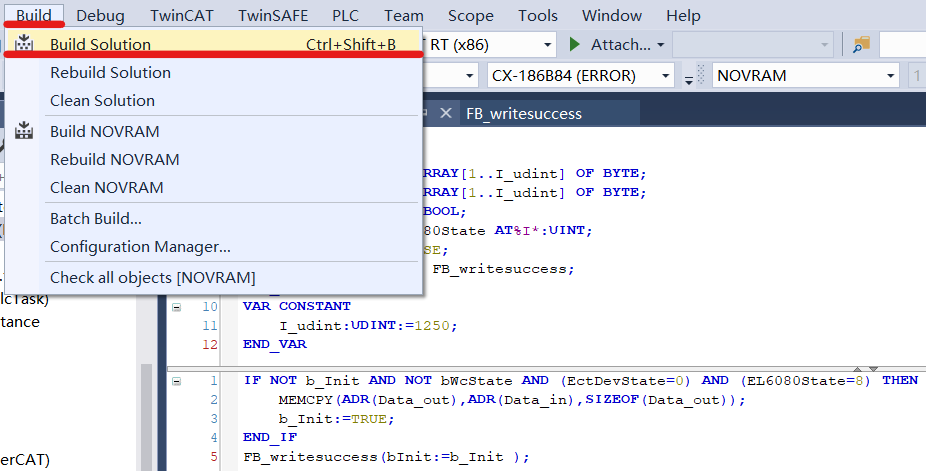 Build Debug TwinCAT TwinSAFE PLC Team Scope Tools Window Help
Build Solution Ctrl+Shift+B
RT (x86) Attach...
Rebuild Solution
CX-186B84 (ERROR) NOVRAM 1
Clean Solution
FB_writesuccess
Build NOVRAM
Rebuild NOVRAM
Clean NOVRAM
Batch Build...
Configuration Manager...
Check all objects [NOVRAM]
RRAY[1..I_udint] OF BYTE;
RRAY[1..I_udint] OF BYTE;
BOOL;
80State AT%I*:UINT;
SE;
FB_writesuccess;
lcTask)
tance
erCAT)
10 VAR CONSTANT
11 I_udint:UDINT:=1250;
12 END_VAR
1 IF NOT b_Init AND NOT bWcState AND (EctDevState=0) AND (EL6080State=8) THEN
2 MEMCPY(ADR(Data_out),ADR(Data_in),SIZEOF(Data_out));
3 b_Init:=TRUE;
4 END_IF
5 FB_writesuccess(bInit:=b_Init );